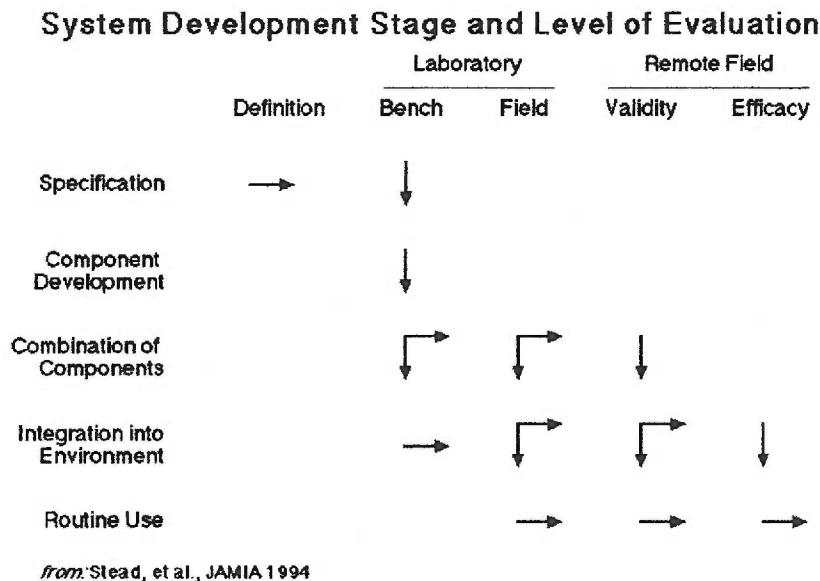 System Development Stage and Level of Evaluation
Laboratory Remote Field
Definition Bench Field Validity Efficacy
Specification
Component
Development
Combination of
Components
Integration into
Environment
Routine Use
from: Stead, et al., JAMIA 1994